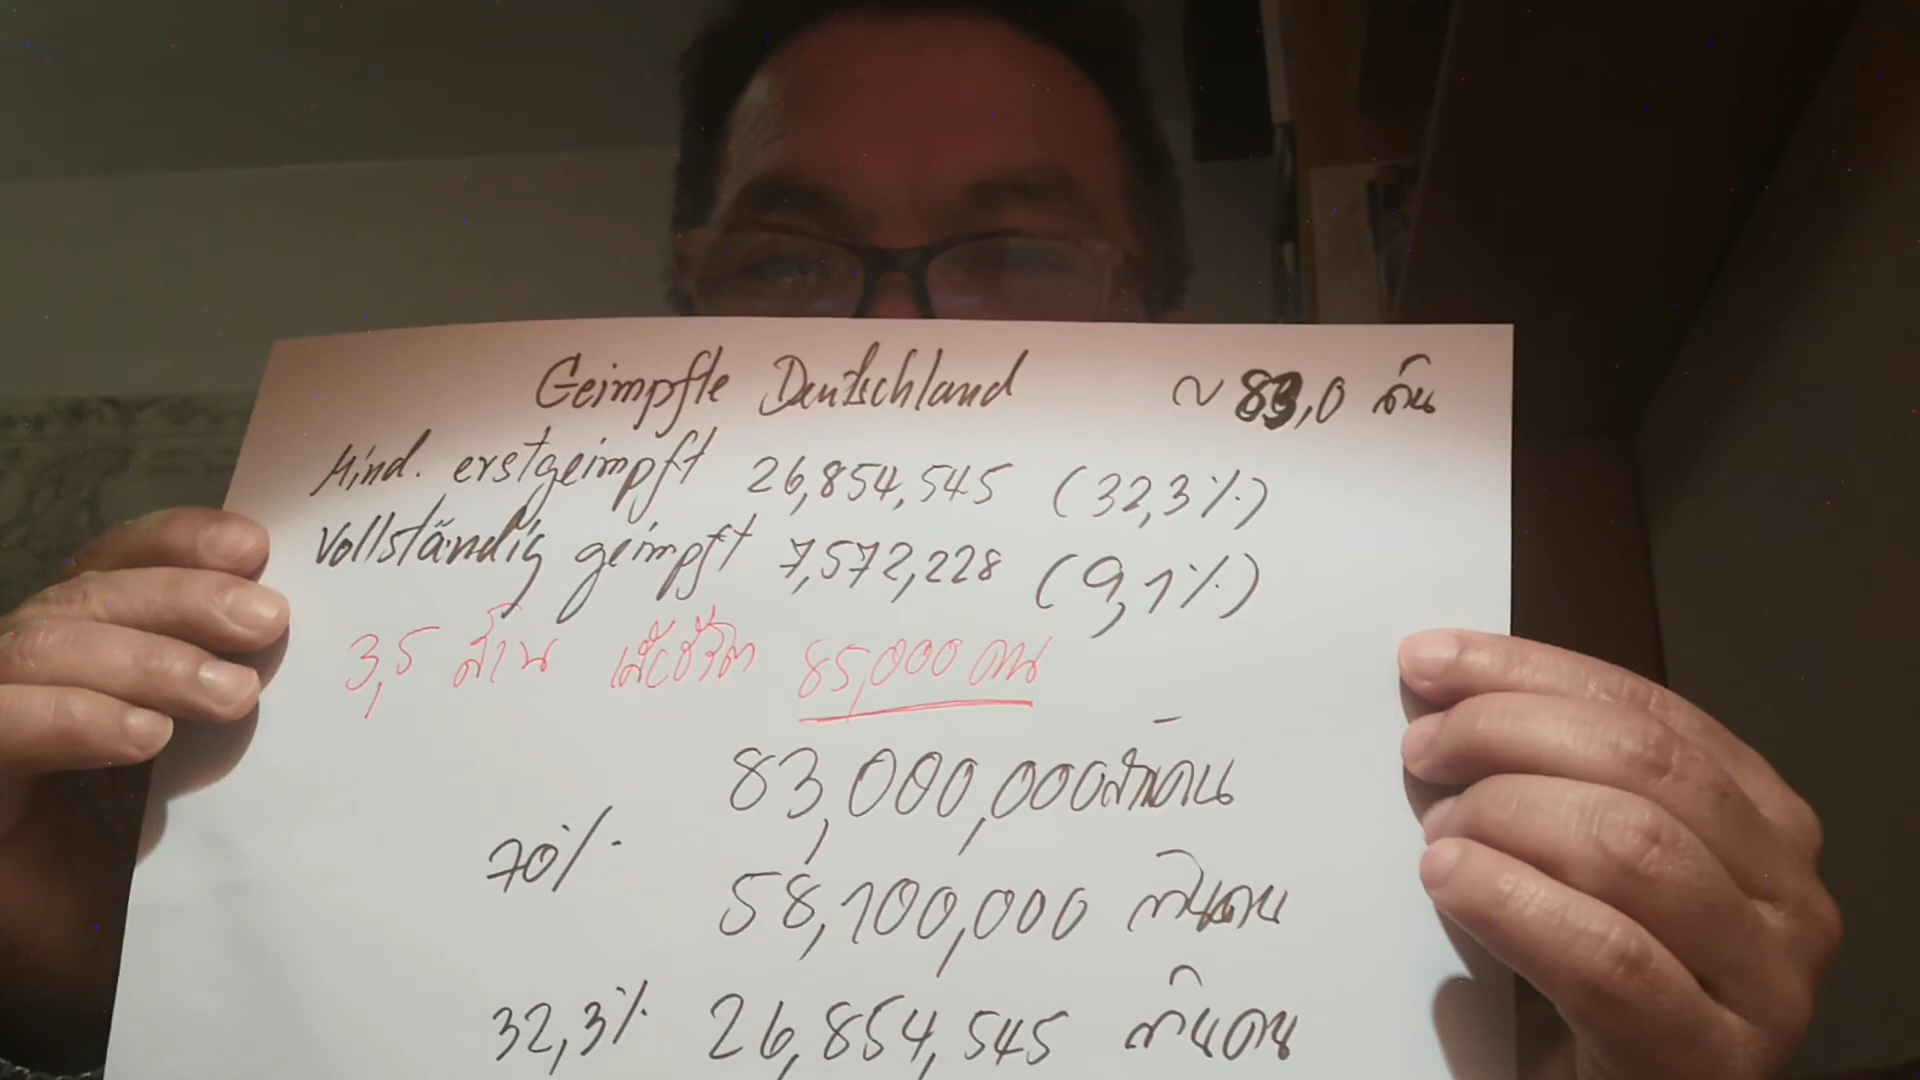 Geimpfte Deutschland ~ 83,0 ล้าน
Mind. erstgeimpft 26,854,545 (32,3%)
Vollständig geimpft 7,572,228 (9,1%)
3,5 ล้าน เสียชีวิต 85,000 คน
83,000,000 ล้านคน
70%
58,100,000 ล้านคน
32,3% 26,854,545 ล้านคน